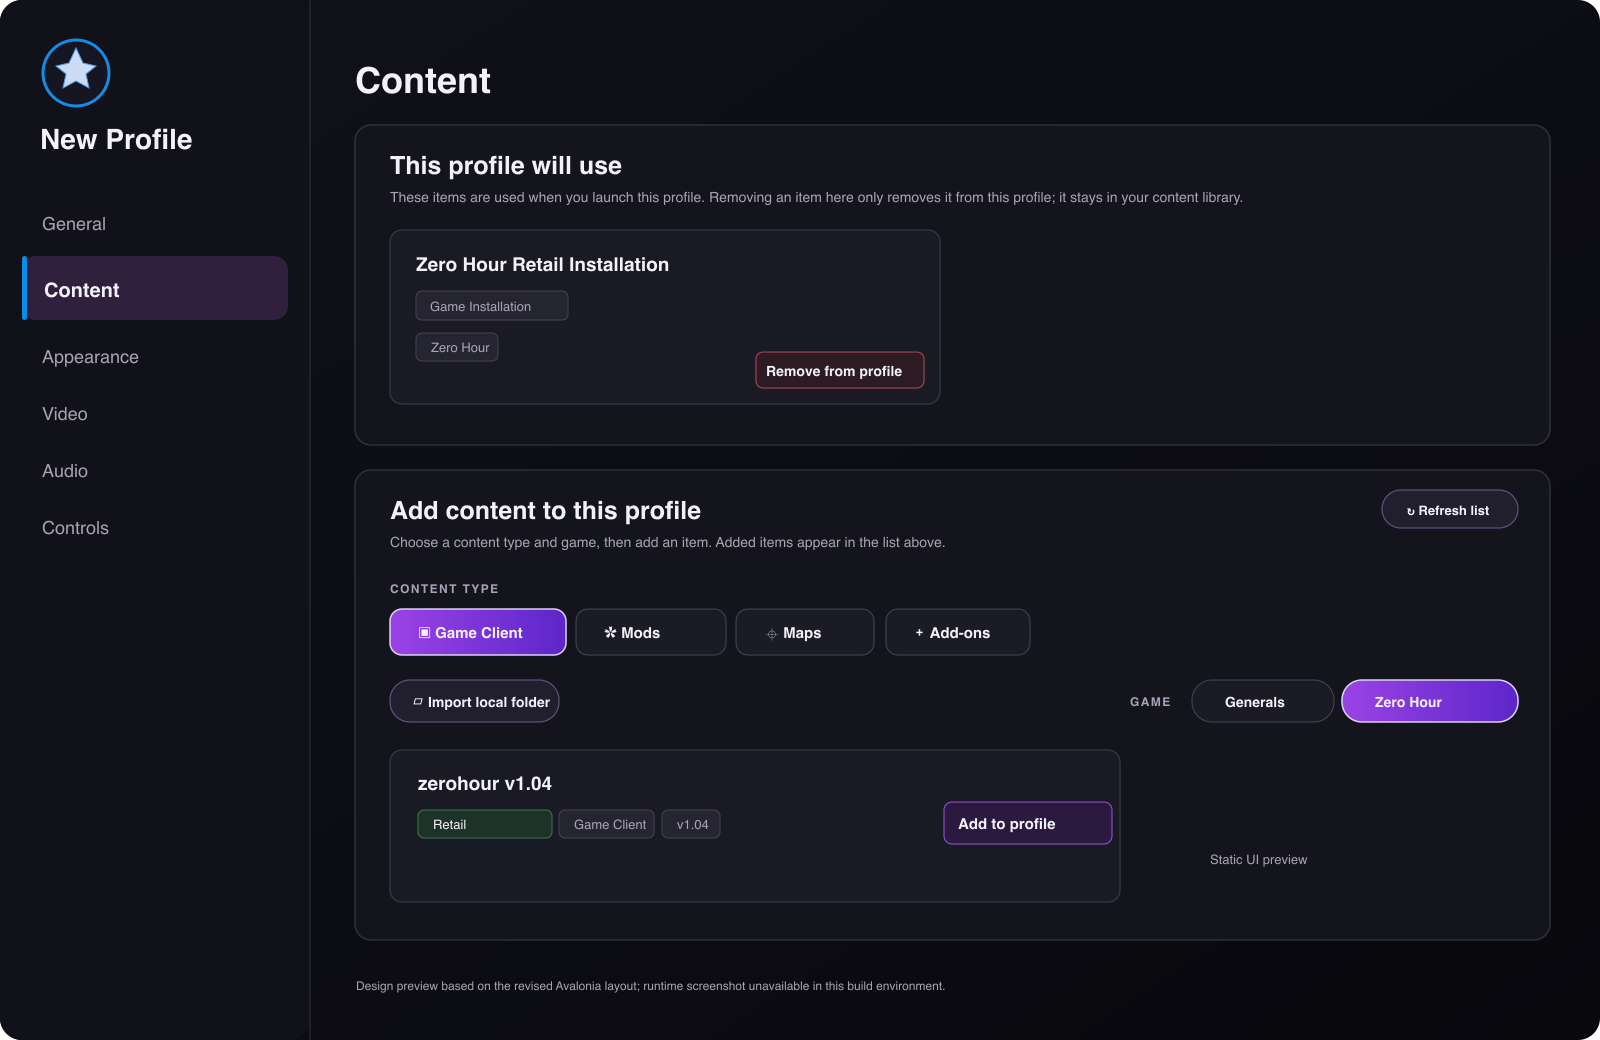 New Profile
General
Content
Appearance
Video
Audio
Controls
Content
This profile will use
These items are used when you launch this profile. Removing an item here only removes it from this profile; it stays in your content library.
Zero Hour Retail Installation
Game Installation
Zero Hour
Remove from profile
Add content to this profile
↻ Refresh list
Choose a content type and game, then add an item. Added items appear in the list above.
CONTENT TYPE
▣ Game Client
✲ Mods
⌖ Maps
+ Add-ons
▱ Import local folder
GAME
Generals
Zero Hour
zerohour v1.04
Retail
Game Client
v1.04
Add to profile
Static UI preview
Design preview based on the revised Avalonia layout; runtime screenshot unavailable in this build environment.